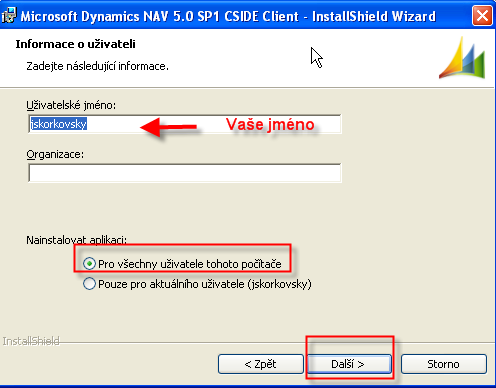 Microsoft Dynamics NAV 5.0 SP1 CSIDE Client - InstallShield Wizard
Informace o uživateli
Zadejte následující informace.
Uživatelské jméno:
jskorkovsky
Vaše jméno
Organizace:
Nainstalovat aplikaci:
Pro všechny uživatele tohoto počítače
Pouze pro aktuálního uživatele (jskorkovsky)
InstallShield
< Zpět
Další >
Storno